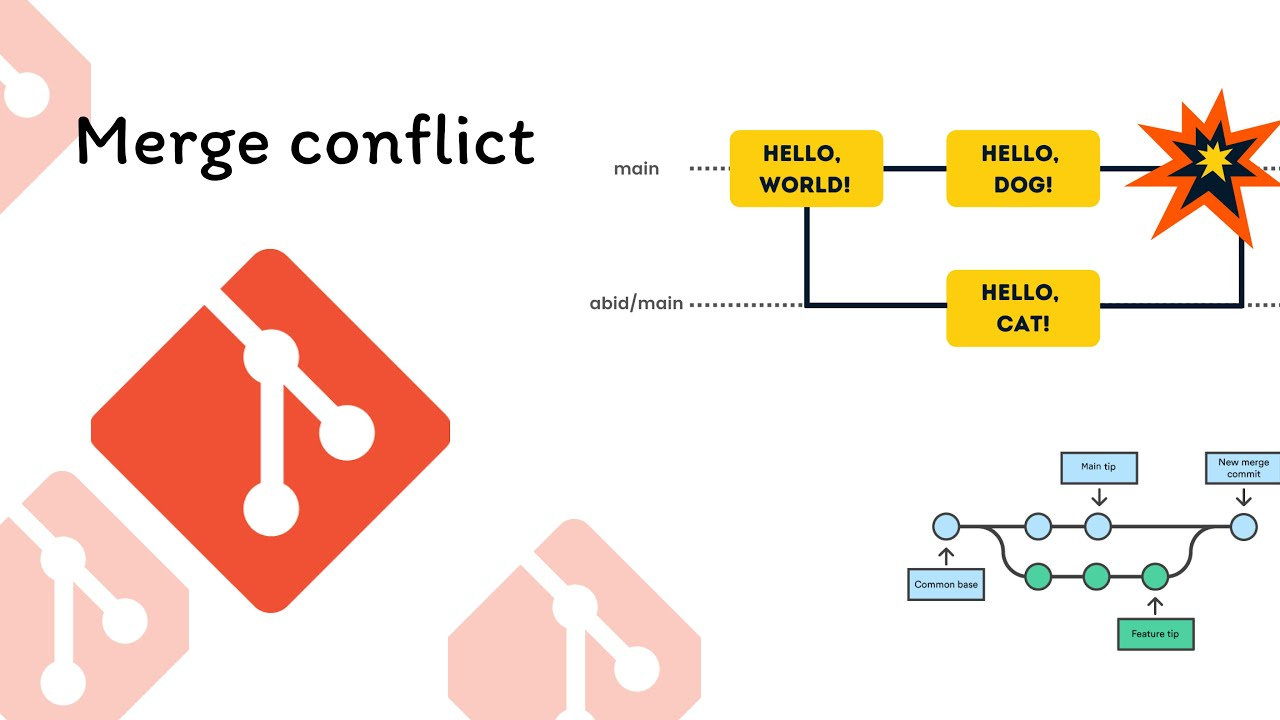 Merge conflict
main
HELLO,
WORLD!
HELLO,
DOG!
abid/main
HELLO,
CAT!
Main tip
New merge
commit
Common base
Feature tip